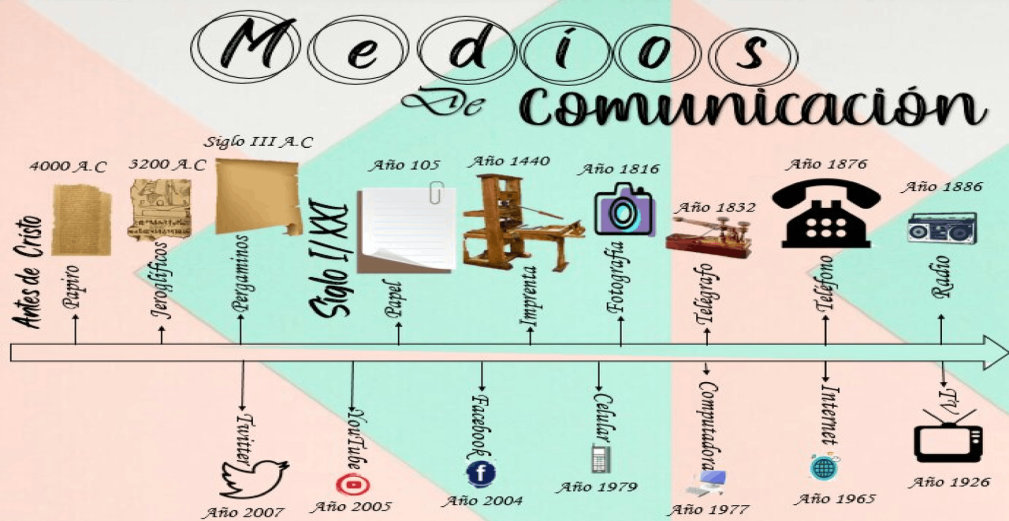 Medios
De Comunicación
Antes de Cristo
4000 A.C
Papiro
3200 A.C
Jeroglíficos
Siglo III A.C
Pergaminos
Siglo I/XXI
Año 105
Papel
Año 1440
Imprenta
Año 1816
Fotografía
Año 1832
Telégrafo
Año 1876
Teléfono
Año 1886
Radio
Twitter
Año 2007
YouTube
Año 2005
Facebook
f
Año 2004
Celular
Año 1979
Computadora
Año 1977
Internet
Año 1965
TV
Año 1926